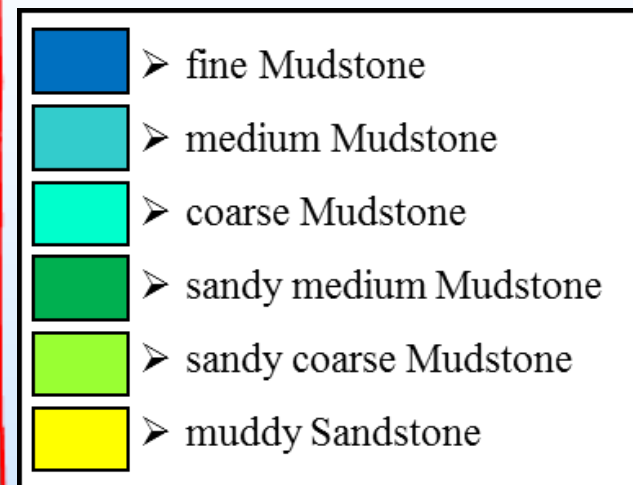 ➢ fine Mudstone
➢ medium Mudstone
➢ coarse Mudstone
➢ sandy medium Mudstone
➢ sandy coarse Mudstone
➢ muddy Sandstone